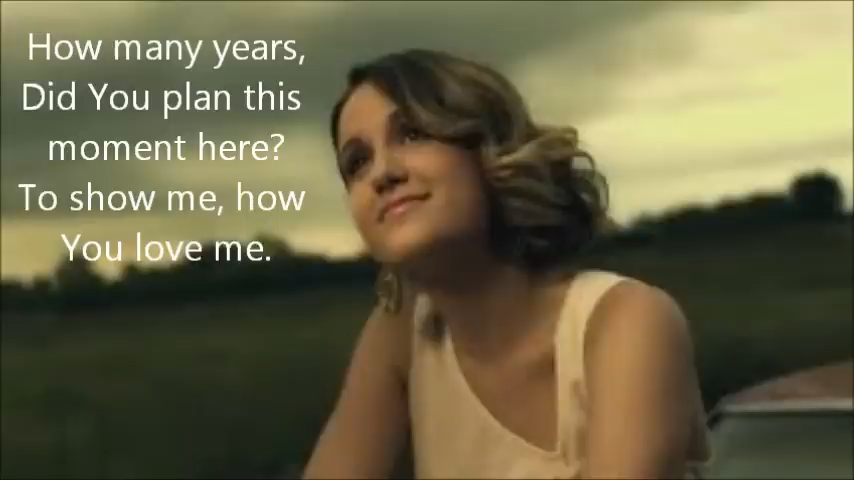 How many years,
Did You plan this
moment here?
To show me, how
You love me.